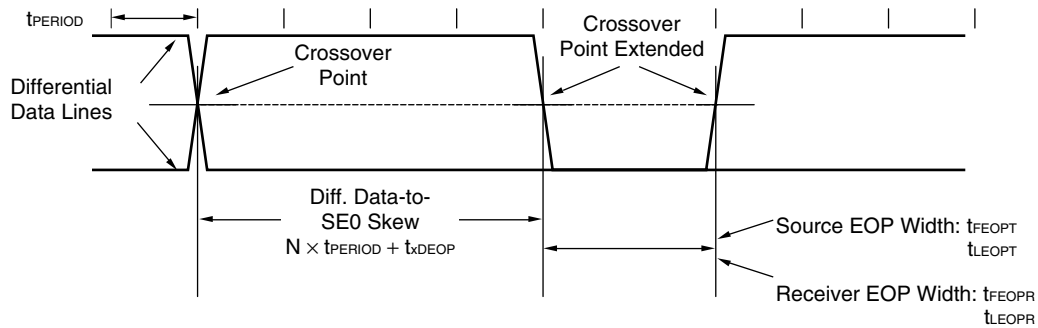 tPERIOD
Differential
Data Lines
Crossover
Point
Crossover
Point Extended
Diff. Data-to-
SE0 Skew
N × tPERIOD + txDEOP
Source EOP Width: tFEOPT
tLEOPT
Receiver EOP Width: tFEOPR
tLEOPR